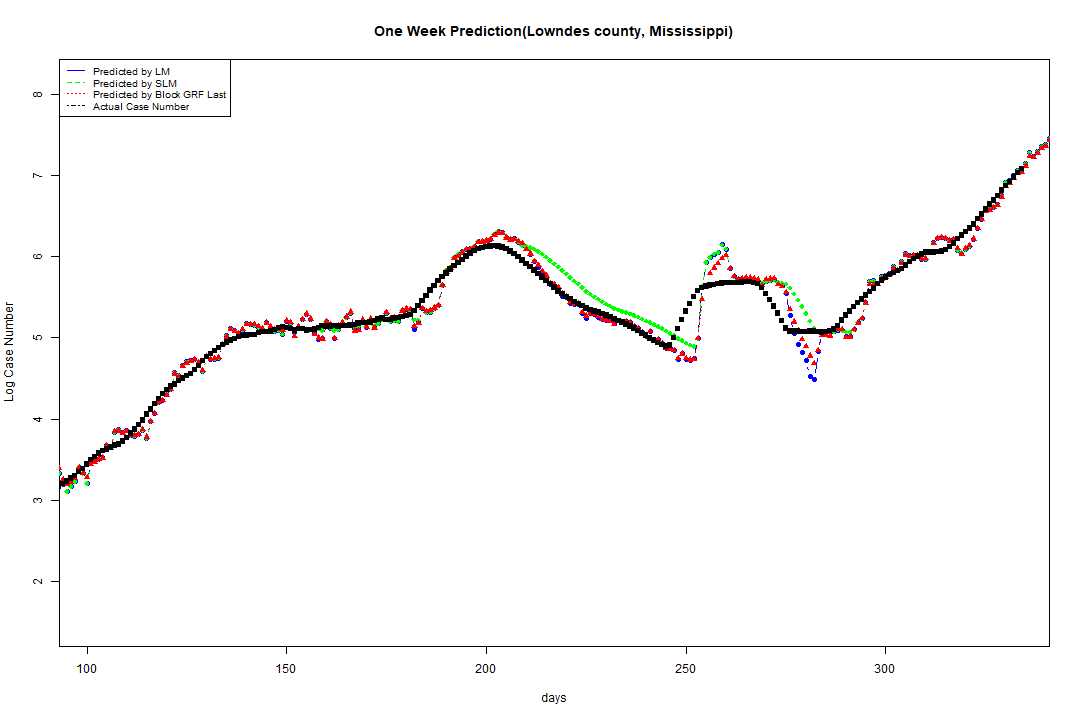 One Week Prediction(Lowndes county, Mississippi)
Predicted by LM
Predicted by SLM
Predicted by Block GRF Last
Actual Case Number
8
7
6
5
4
3
2
Log Case Number
100 150 200 250 300
days